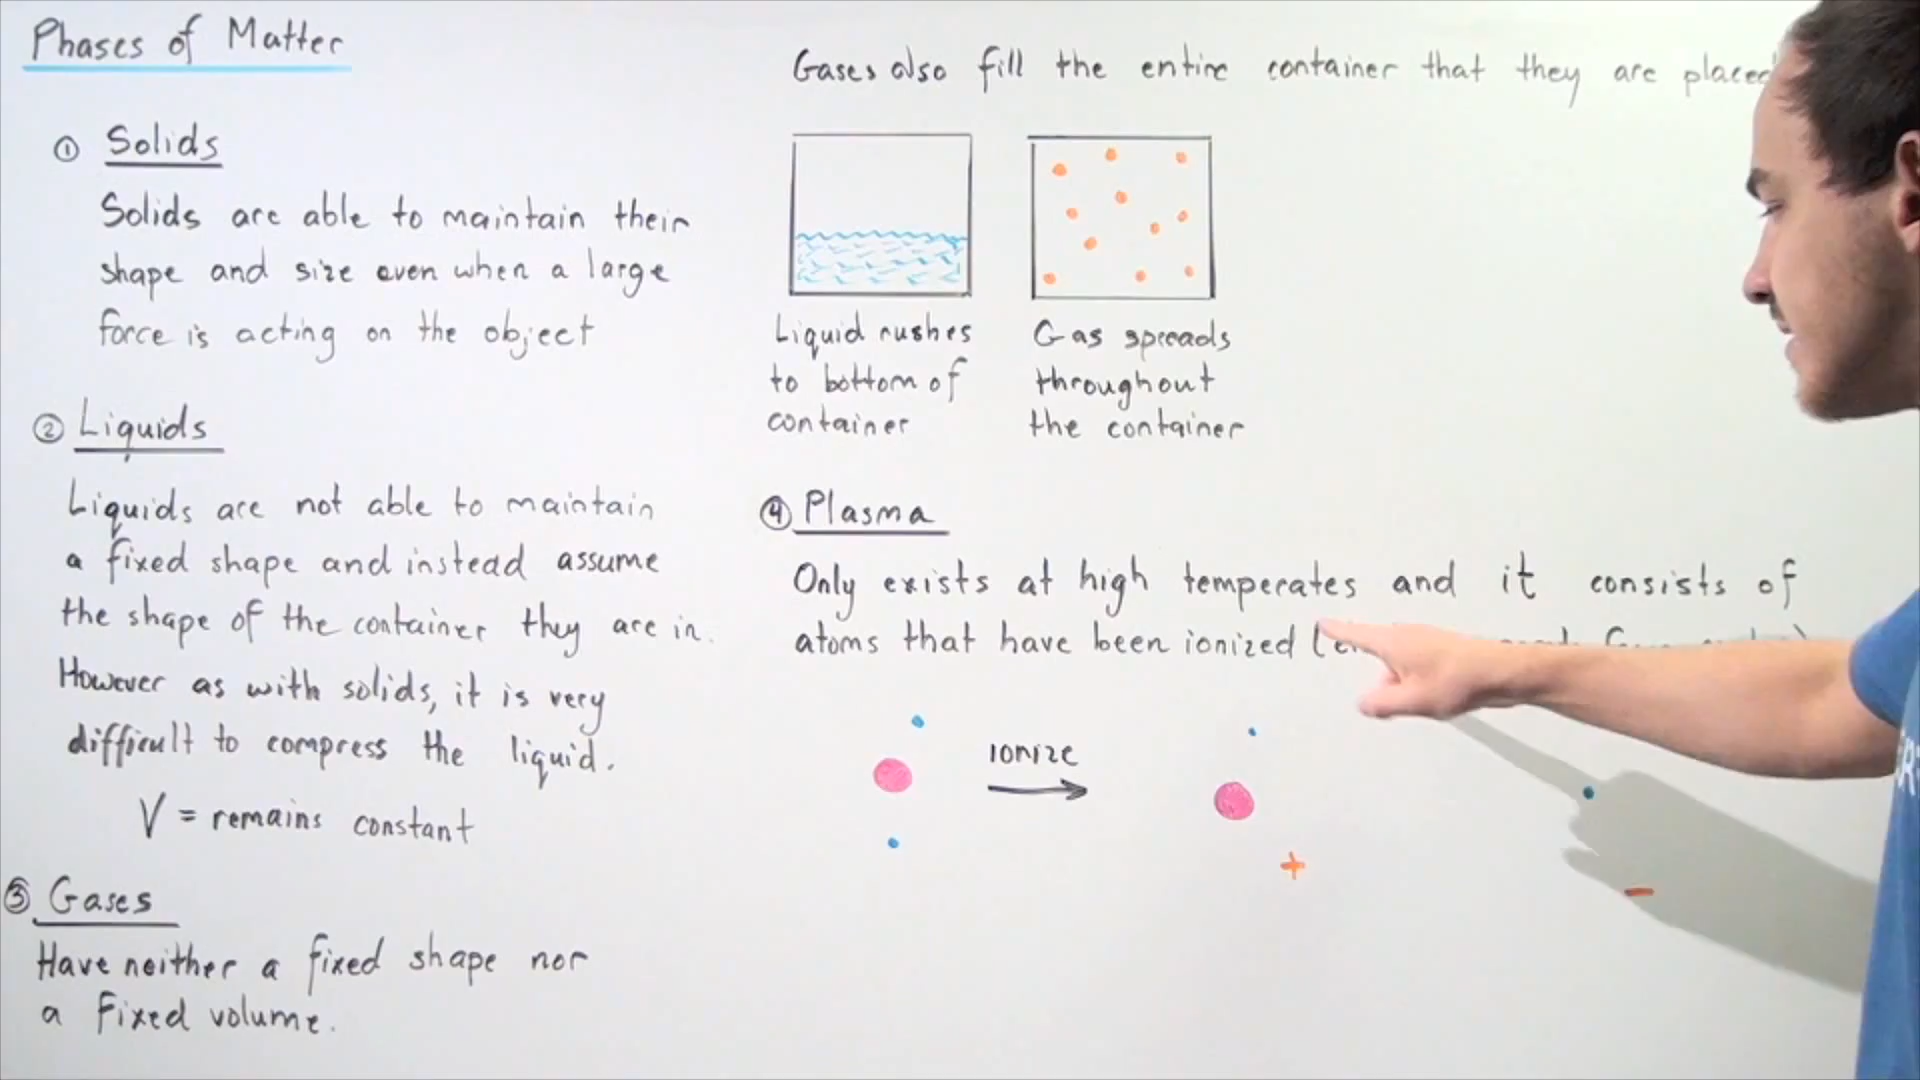 Phases of Matter
① Solids
Solids are able to maintain their
shape and size even when a large
force is acting on the object
② Liquids
Liquids are not able to maintain
a fixed shape and instead assume
the shape of the container they are in.
However as with solids, it is very
difficult to compress the liquid.
V = remains constant
③ Gases
Have neither a fixed shape nor
a fixed volume.
Gases also fill the entire container that they are placed
Liquid rushes
to bottom of
container
Gas spreads
throughout
the container
④ Plasma
Only exists at high temperates and it consists of
atoms that have been ionized
ionize
+
−